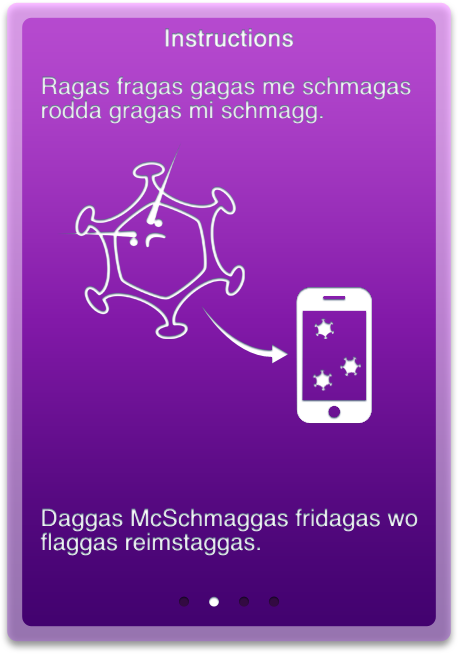 Instructions
Ragas fragas gagas me schmagas
rodda gragas mi schmagg.
Daggas McSchmaggas fridagas wo
flaggas reimstaggas.